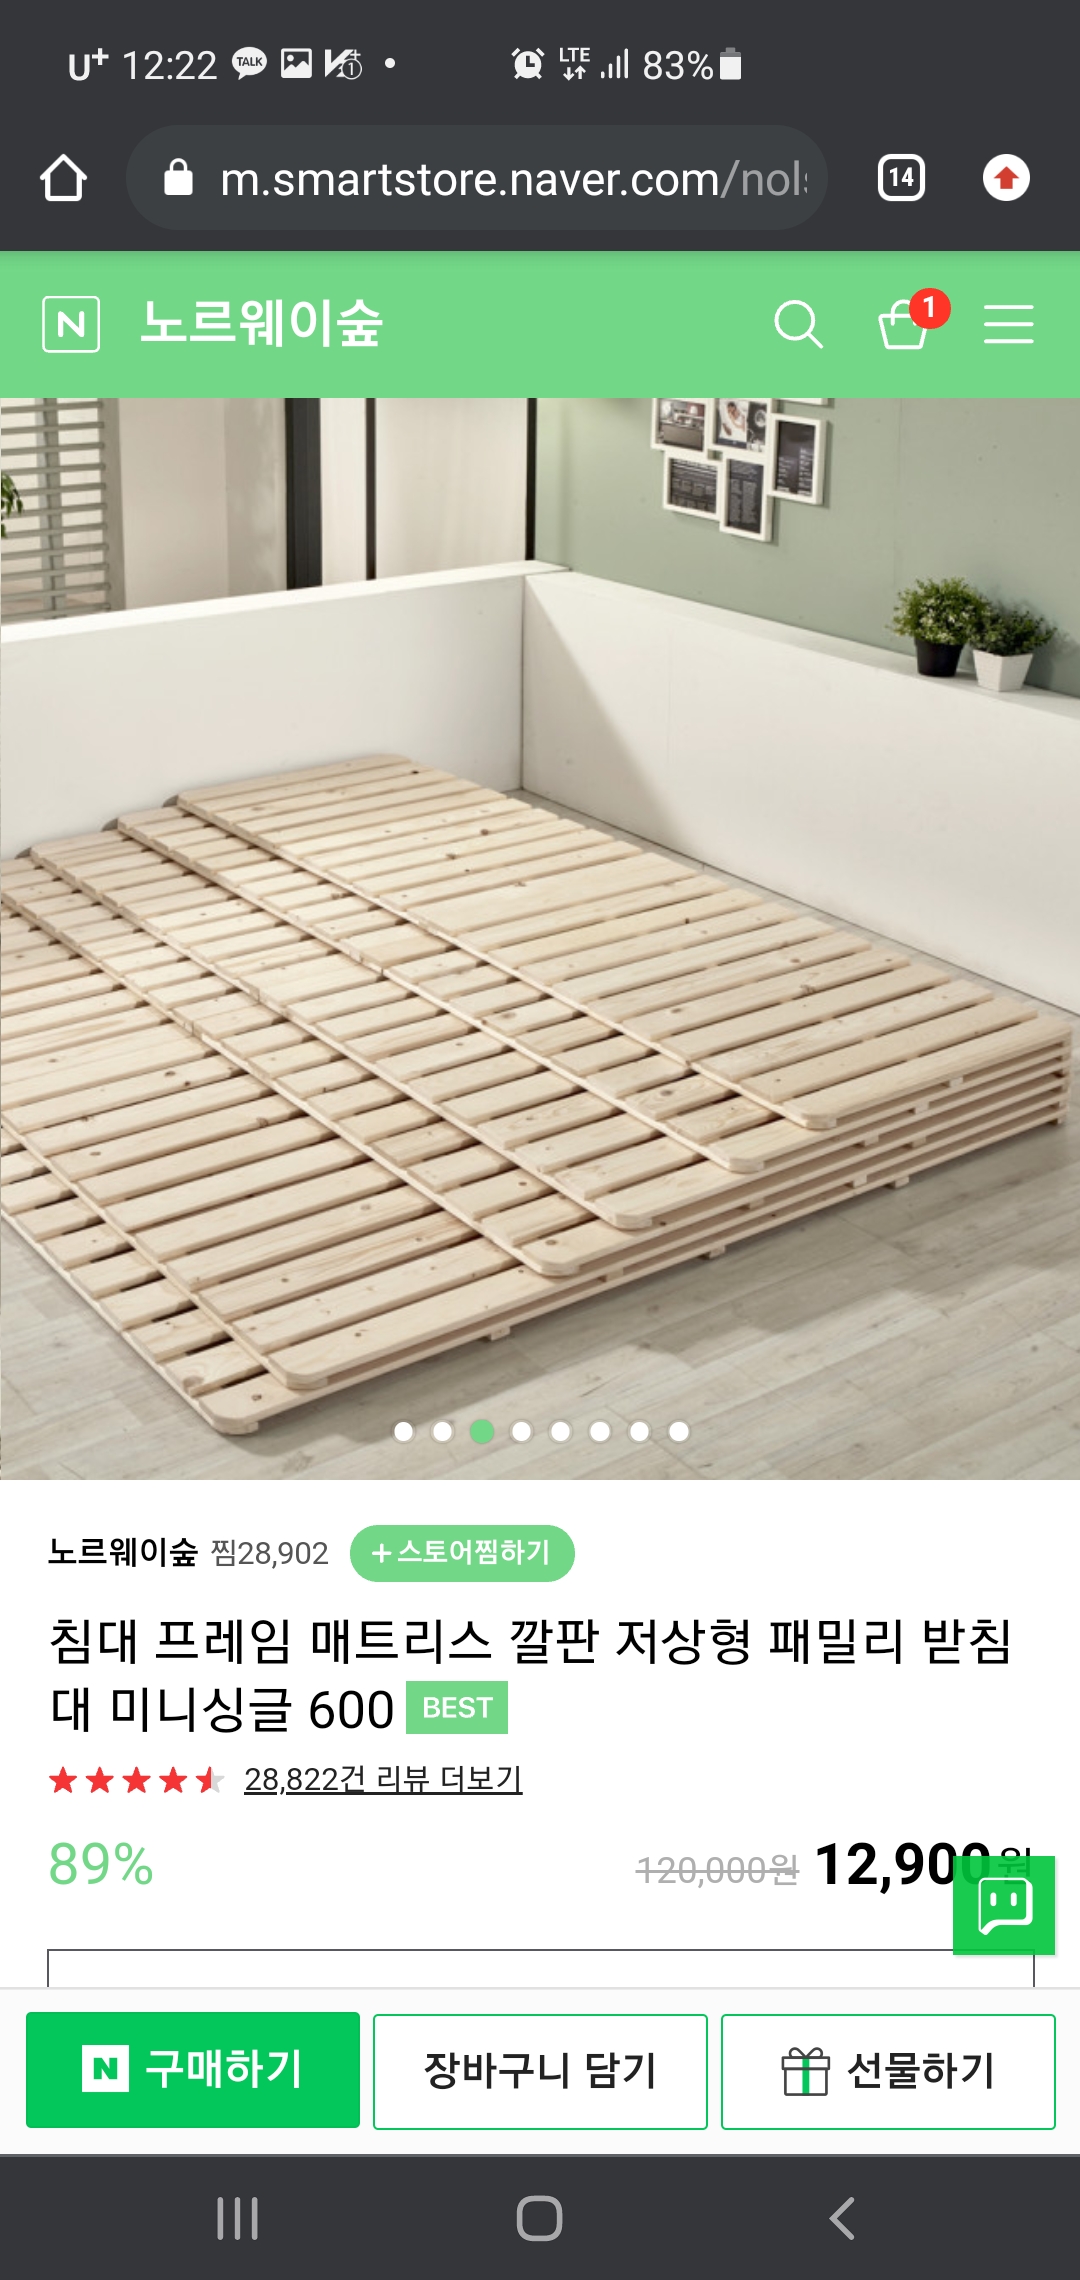 U+ 12:22 TALK LTE 83%
m.smartstore.naver.com/nol
14
N 노르웨이숲 1
노르웨이숲 찜28,902 +스토어찜하기
침대 프레임 매트리스 깔판 저상형 패밀리 받침
대 미니싱글 600 BEST
28,822건 리뷰 더보기
89% 120,000원 12,900원
N 구매하기 장바구니 담기 선물하기